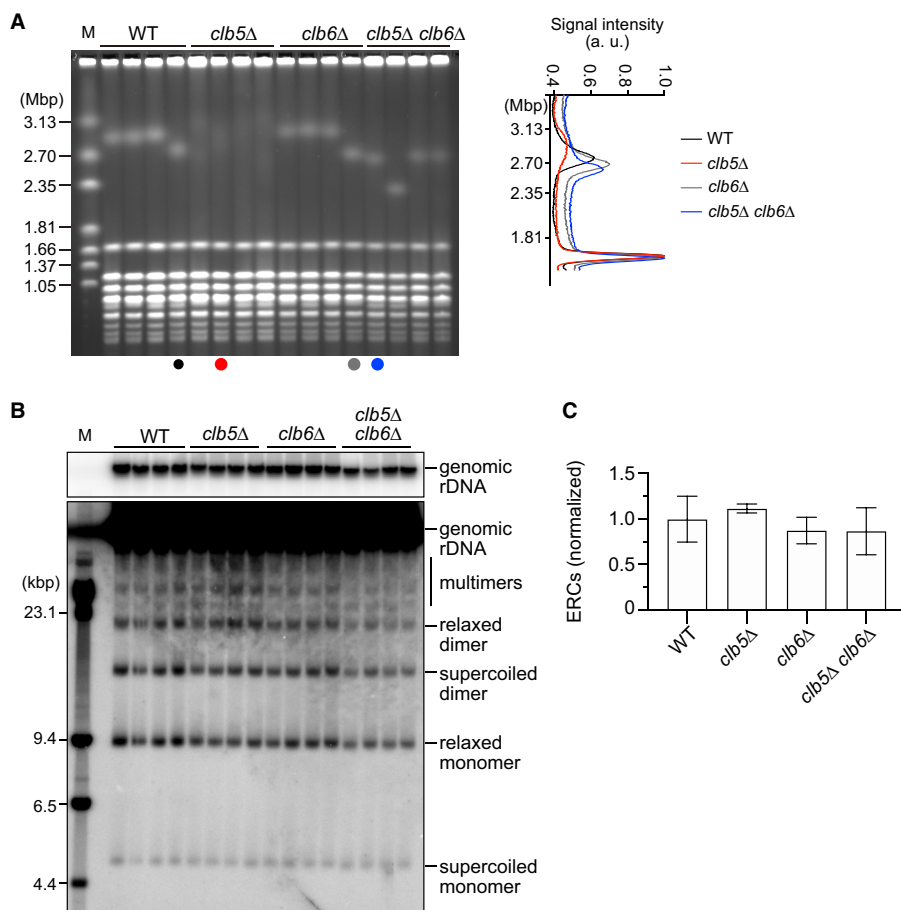 A
M WT clb5Δ clb6Δ clb5Δ clb6Δ
(Mbp)
3.13
2.70
2.35
1.81
1.66
1.37
1.05
Signal intensity
(a. u.)
0.4 0.6 0.8 1.0
(Mbp)
3.13
2.70
2.35
1.81
WT
clb5Δ
clb6Δ
clb5Δ clb6Δ
B
M WT clb5Δ clb6Δ clb5Δ
clb6Δ
genomic
rDNA
genomic
rDNA
multimers
(kbp)
23.1
relaxed
dimer
supercoiled
dimer
9.4
relaxed
monomer
6.5
supercoiled
monomer
4.4
C
ERCs (normalized)
1.5
1.0
0.5
0
WT
clb5Δ
clb6Δ
clb5Δ clb6Δ